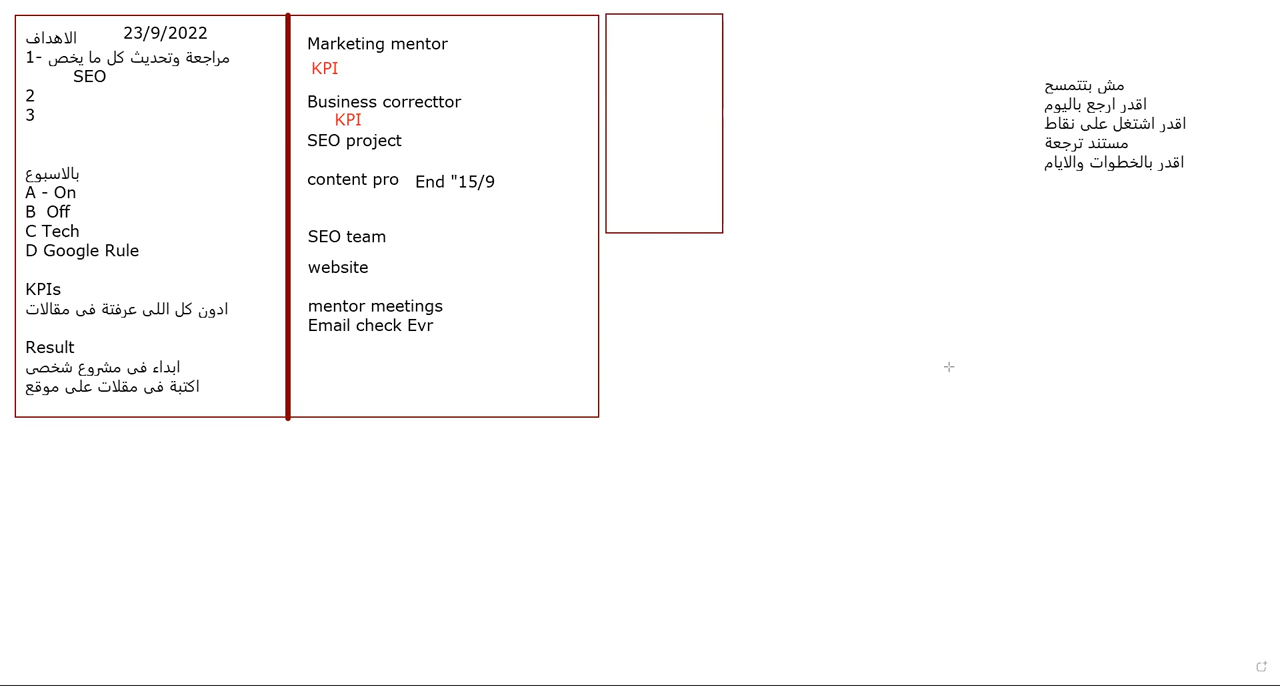 الاهداف 23/9/2022
1- مراجعة وتحديث كل ما يخص
SEO
2
3
بالاسبوع
A - On
B Off
C Tech
D Google Rule
KPIs
ادون كل اللى عرفتة فى مقالات
Result
ابداء فى مشروع شخصى
اكتبة فى مقلات على موقع
Marketing mentor
KPI
Business correcttor
KPI
SEO project
content pro End "15/9
SEO team
website
mentor meetings
Email check Evr
مش بتتمسح
اقدر ارجع باليوم
اقدر اشتغل على نقاط
مستند ترجعة
اقدر بالخطوات والايام